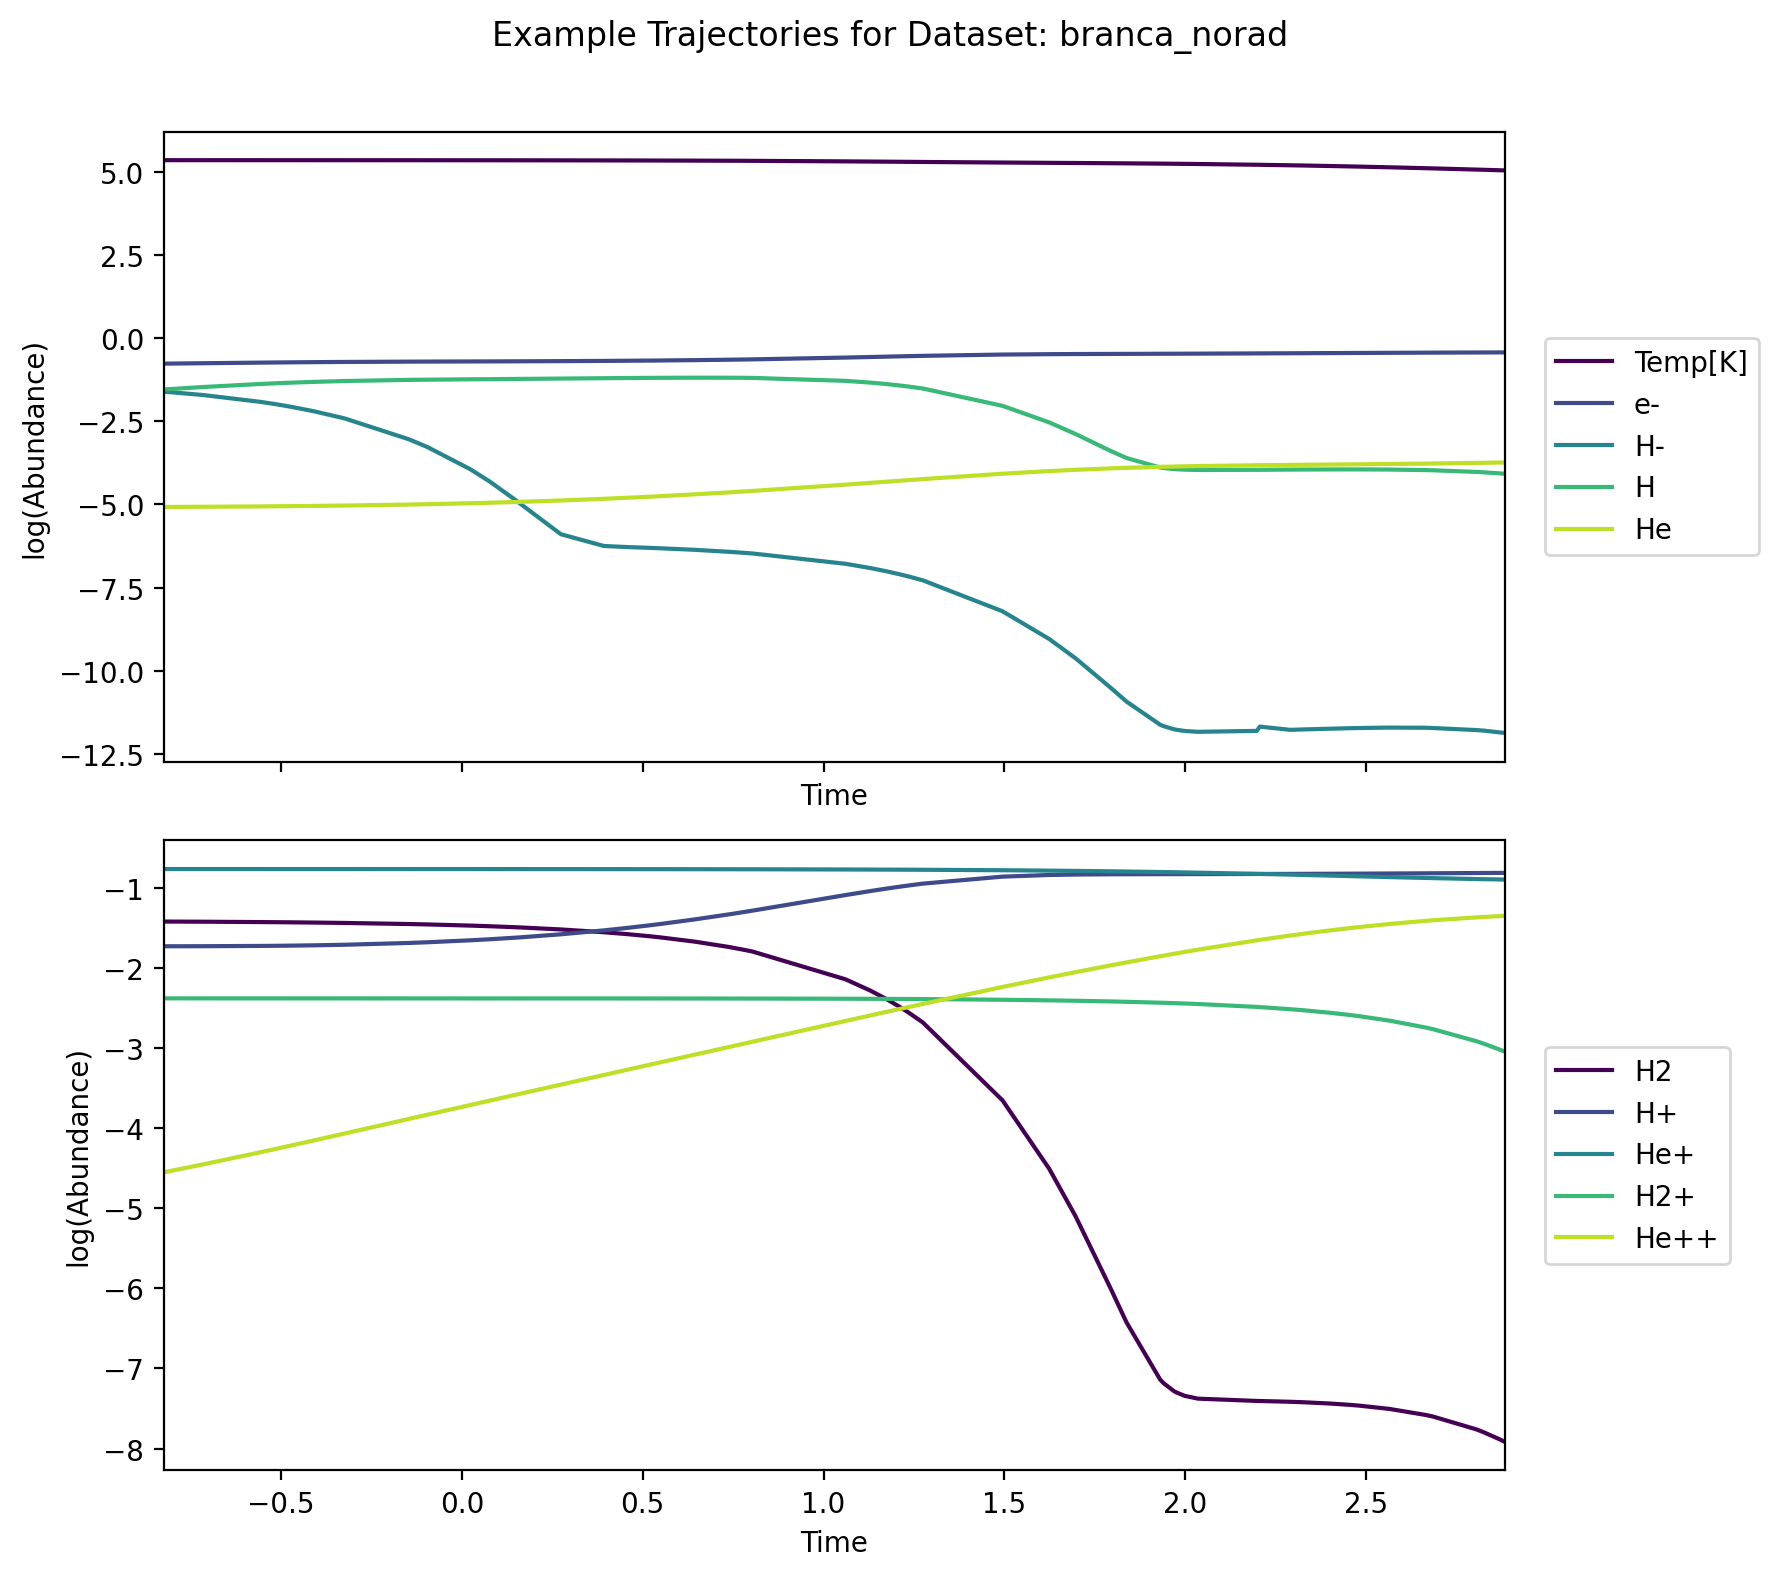 Example Trajectories for Dataset: branca_norad
5.0
2.5
0.0
−2.5
−5.0
−7.5
−10.0
−12.5
log(Abundance)
Time
Temp[K]
e-
H-
H
He
−1
−2
−3
−4
−5
−6
−7
−8
log(Abundance)
−0.5 0.0 0.5 1.0 1.5 2.0 2.5
Time
H2
H+
He+
H2+
He++